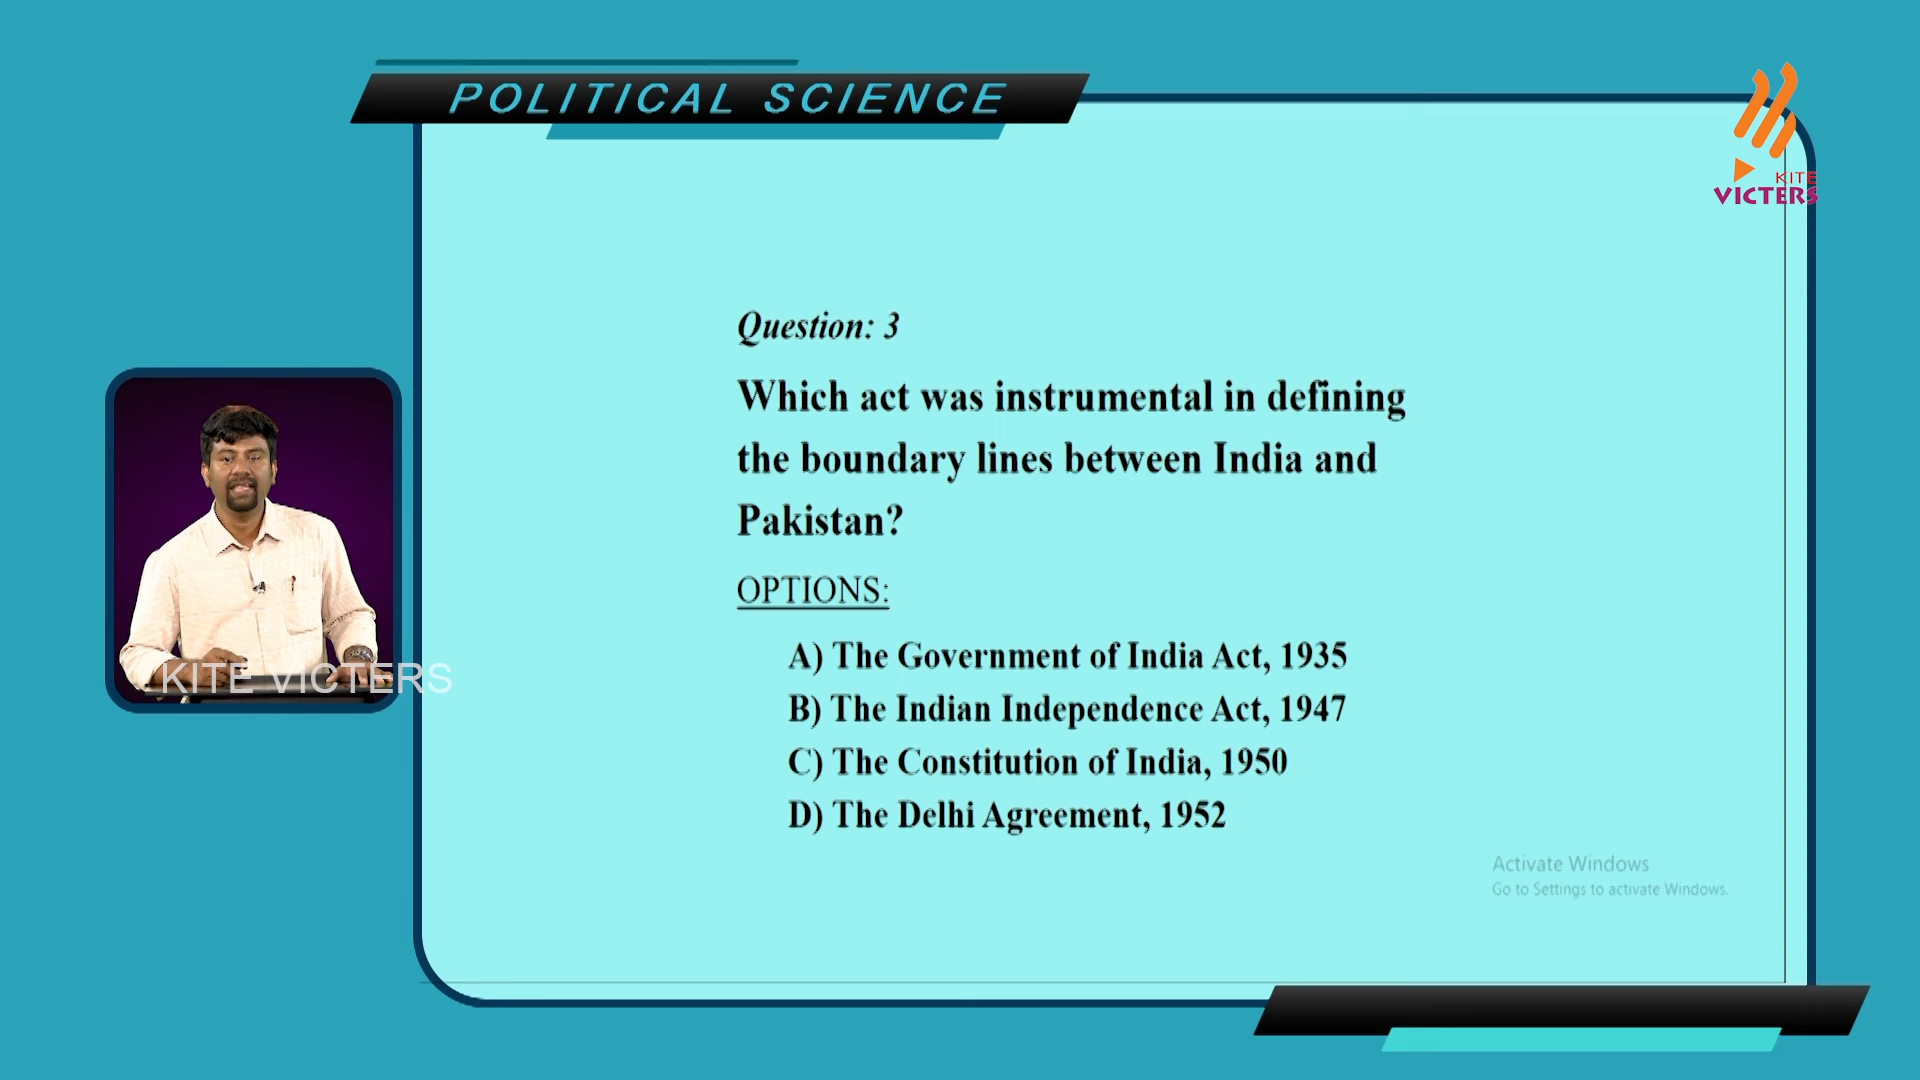 POLITICAL SCIENCE
KITE
VICTERS
Question: 3
Which act was instrumental in defining
the boundary lines between India and
Pakistan?
OPTIONS:
A) The Government of India Act, 1935
B) The Indian Independence Act, 1947
C) The Constitution of India, 1950
D) The Delhi Agreement, 1952
KITE VICTERS
Activate Windows
Go to Settings to activate Windows.